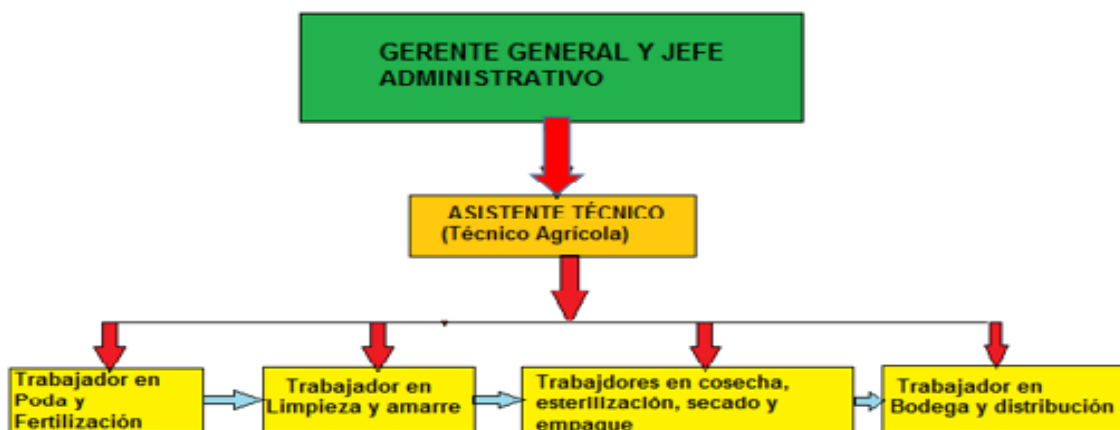 GERENTE GENERAL Y JEFE
ADMINISTRATIVO
ASISTENTE TÉCNICO
(Técnico Agrícola)
Trabajador en
Poda y
Fertilización
Trabajador en
Limpieza y amarre
Trabajdores en cosecha,
esterilización, secado y
empaque
Trabajador en
Bodega y distribución